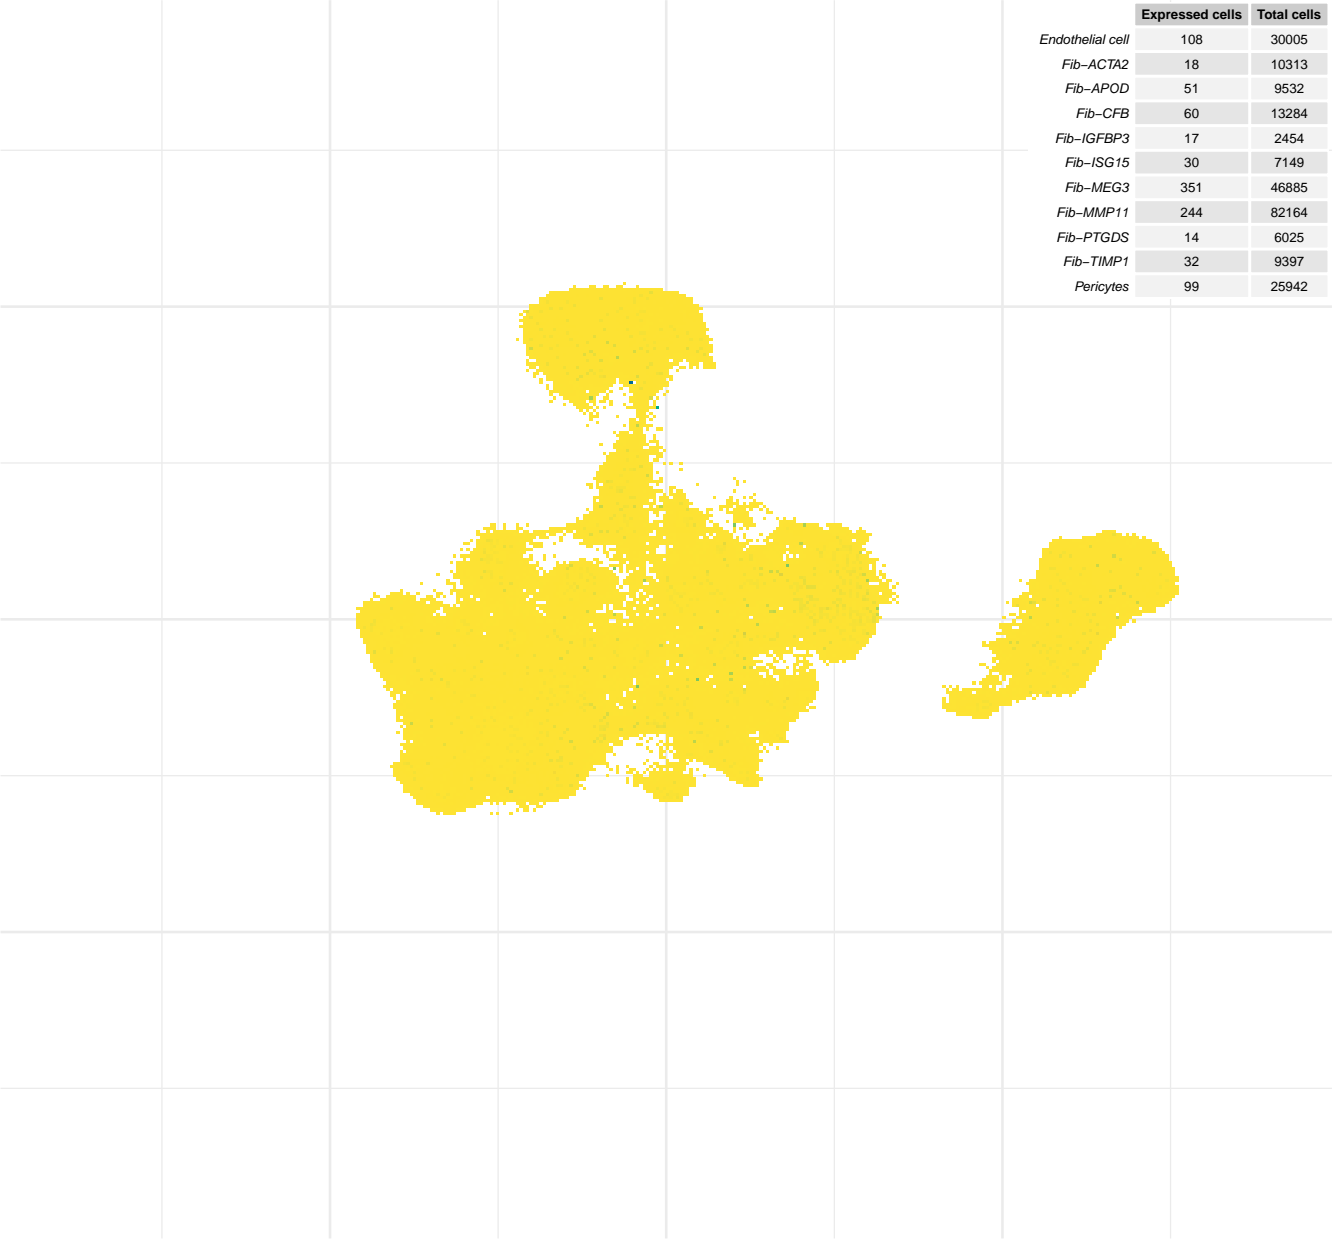 Expressed cells Total cells
Endothelial cell 108 30005
Fib−ACTA2 18 10313
Fib−APOD 51 9532
Fib−CFB 60 13284
Fib−IGFBP3 17 2454
Fib−ISG15 30 7149
Fib−MEG3 351 46885
Fib−MMP11 244 82164
Fib−PTGDS 14 6025
Fib−TIMP1 32 9397
Pericytes 99 25942